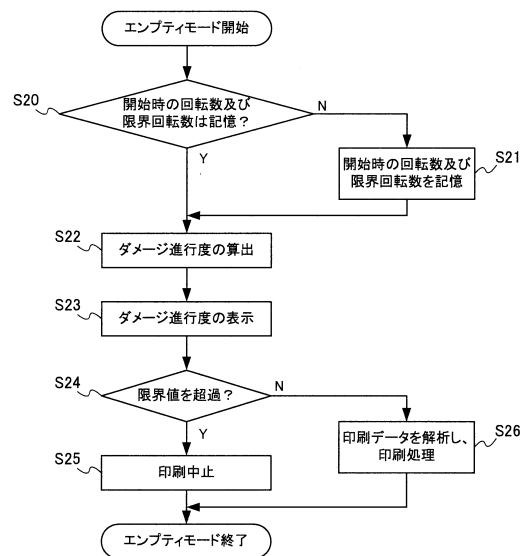 エンプティモード開始
S20
開始時の回転数及び
限界回転数は記憶？
N
Y
S21
開始時の回転数及び
限界回転数を記憶
S22
ダメージ進行度の算出
S23
ダメージ進行度の表示
S24
限界値を超過？
N
Y
S25
印刷中止
S26
印刷データを解析し、
印刷処理
エンプティモード終了